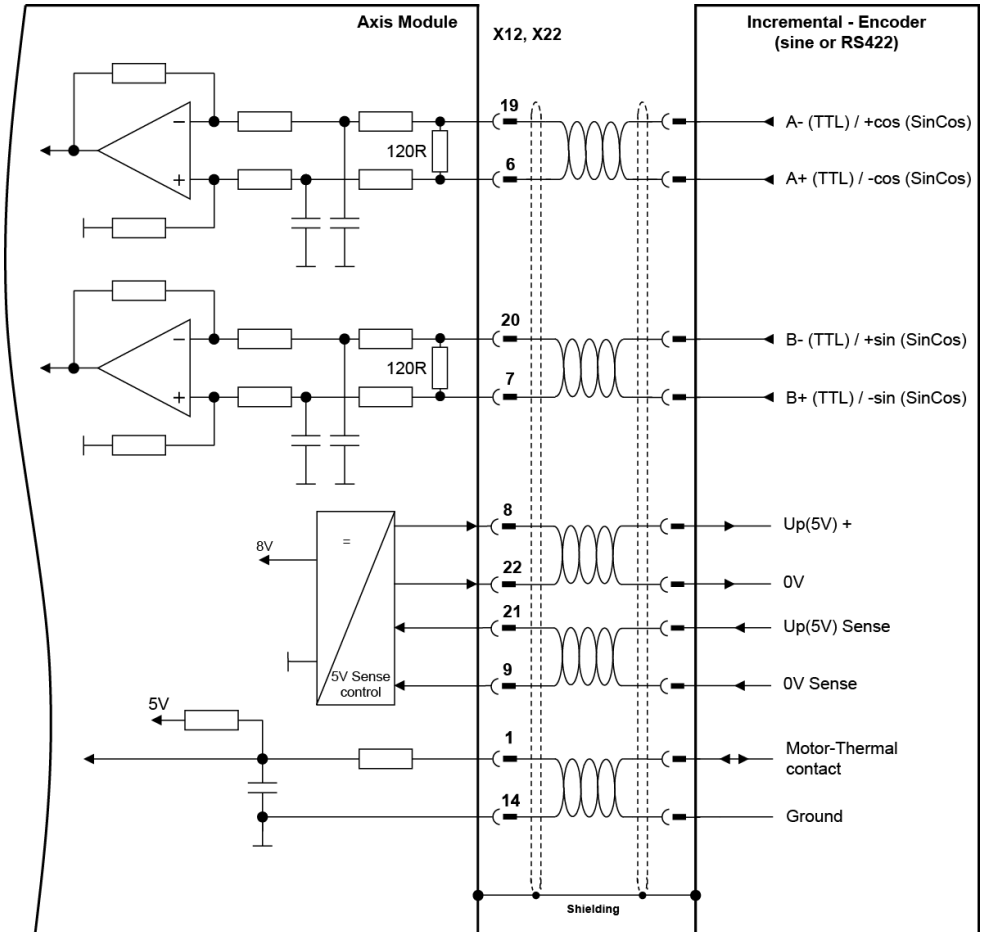 Axis Module
X12, X22
Incremental - Encoder
(sine or RS422)
19
A- (TTL) / +cos (SinCos)
−
120R
6
+
A+ (TTL) / -cos (SinCos)
20
B- (TTL) / +sin (SinCos)
−
120R
7
+
B+ (TTL) / -sin (SinCos)
8
Up(5V) +
=
8V
22
0V
21
Up(5V) Sense
5V Sense
control
9
0V Sense
5V
1
Motor-Thermal
contact
14
Ground
Shielding